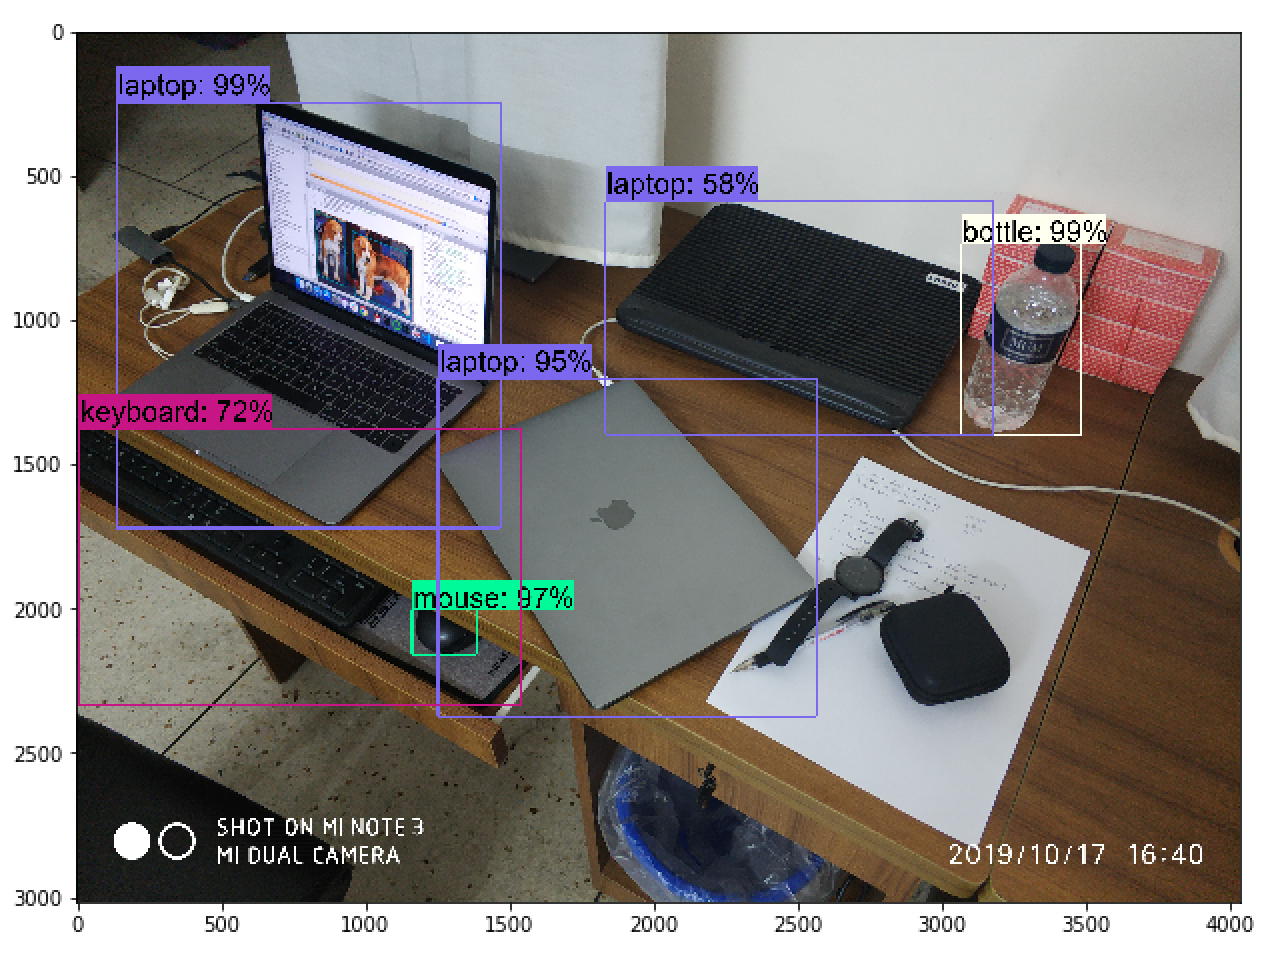 0
500
1000
1500
2000
2500
3000
laptop: 99%
laptop: 58%
bottle: 99%
laptop: 95%
keyboard: 72%
mouse: 97%
SHOT ON MI NOTE 3
MI DUAL CAMERA
2019/10/17 16:40
0 500 1000 1500 2000 2500 3000 3500 4000